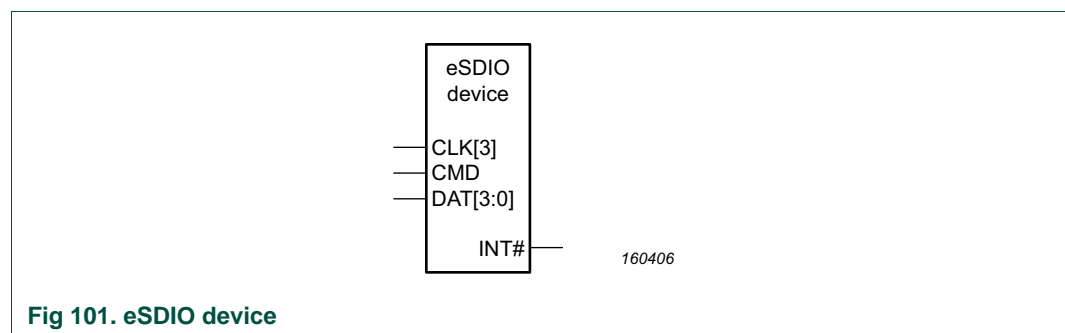 eSDIO
device
CLK[3]
CMD
DAT[3:0]
INT#
160406
Fig 101. eSDIO device